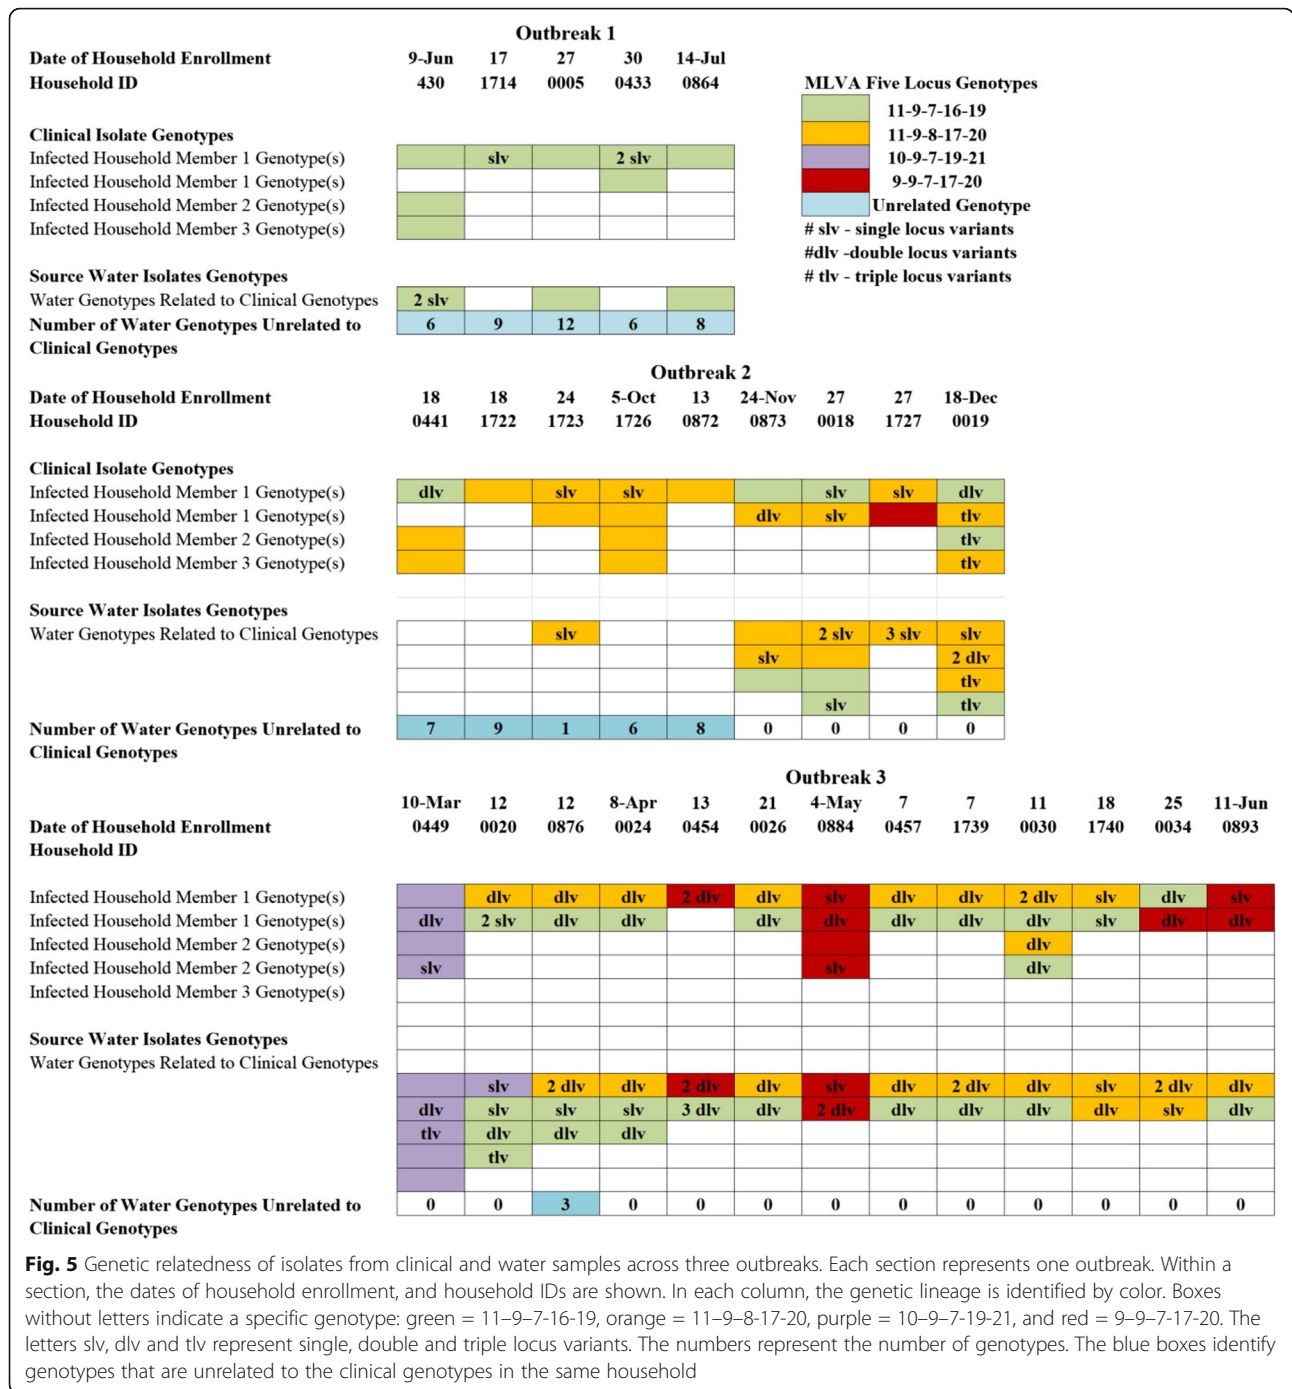 Outbreak 1
Date of Household Enrollment 9-Jun 17 27 30 14-Jul
Household ID 430 1714 0005 0433 0864
MLVA Five Locus Genotypes
11-9-7-16-19
11-9-8-17-20
10-9-7-19-21
9-9-7-17-20
Unrelated Genotype
# slv - single locus variants
#dlv -double locus variants
# tlv - triple locus variants
Clinical Isolate Genotypes
Infected Household Member 1 Genotype(s) slv 2 slv
Infected Household Member 1 Genotype(s)
Infected Household Member 2 Genotype(s)
Infected Household Member 3 Genotype(s)
Source Water Isolates Genotypes
Water Genotypes Related to Clinical Genotypes 2 slv
Number of Water Genotypes Unrelated to 6 9 12 6 8
Clinical Genotypes
Outbreak 2
Date of Household Enrollment 18 18 24 5-Oct 13 24-Nov 27 27 18-Dec
Household ID 0441 1722 1723 1726 0872 0873 0018 1727 0019
Clinical Isolate Genotypes
Infected Household Member 1 Genotype(s) dlv slv slv slv slv dlv
Infected Household Member 1 Genotype(s) dlv slv tlv
Infected Household Member 2 Genotype(s) tlv
Infected Household Member 3 Genotype(s) tlv
Source Water Isolates Genotypes
Water Genotypes Related to Clinical Genotypes slv 2 slv 3 slv slv
slv 2 dlv
tlv
slv tlv
Number of Water Genotypes Unrelated to 7 9 1 6 8 0 0 0 0
Clinical Genotypes
Outbreak 3
10-Mar 12 12 8-Apr 13 21 4-May 7 7 11 18 25 11-Jun
Date of Household Enrollment 0449 0020 0876 0024 0454 0026 0884 0457 1739 0030 1740 0034 0893
Household ID
Infected Household Member 1 Genotype(s) dlv dlv dlv 2 dlv dlv slv dlv dlv 2 dlv slv dlv slv
Infected Household Member 1 Genotype(s) dlv 2 slv dlv dlv dlv dlv dlv dlv dlv slv dlv dlv
Infected Household Member 2 Genotype(s) dlv
Infected Household Member 2 Genotype(s) slv slv dlv
Infected Household Member 3 Genotype(s)
Source Water Isolates Genotypes
Water Genotypes Related to Clinical Genotypes
slv 2 dlv dlv 2 dlv dlv slv dlv 2 dlv dlv slv 2 dlv dlv
dlv slv slv slv 3 dlv dlv 2 dlv dlv dlv dlv dlv slv dlv
tlv dlv dlv dlv
tlv
Number of Water Genotypes Unrelated to 0 0 3 0 0 0 0 0 0 0 0 0 0
Clinical Genotypes
Fig. 5 Genetic relatedness of isolates from clinical and water samples across three outbreaks. Each section represents one outbreak. Within a
section, the dates of household enrollment, and household IDs are shown. In each column, the genetic lineage is identified by color. Boxes
without letters indicate a specific genotype: green = 11–9–7-16-19, orange = 11–9–8-17-20, purple = 10–9–7-19-21, and red = 9–9–7-17-20. The
letters slv, dlv and tlv represent single, double and triple locus variants. The numbers represent the number of genotypes. The blue boxes identify
genotypes that are unrelated to the clinical genotypes in the same household